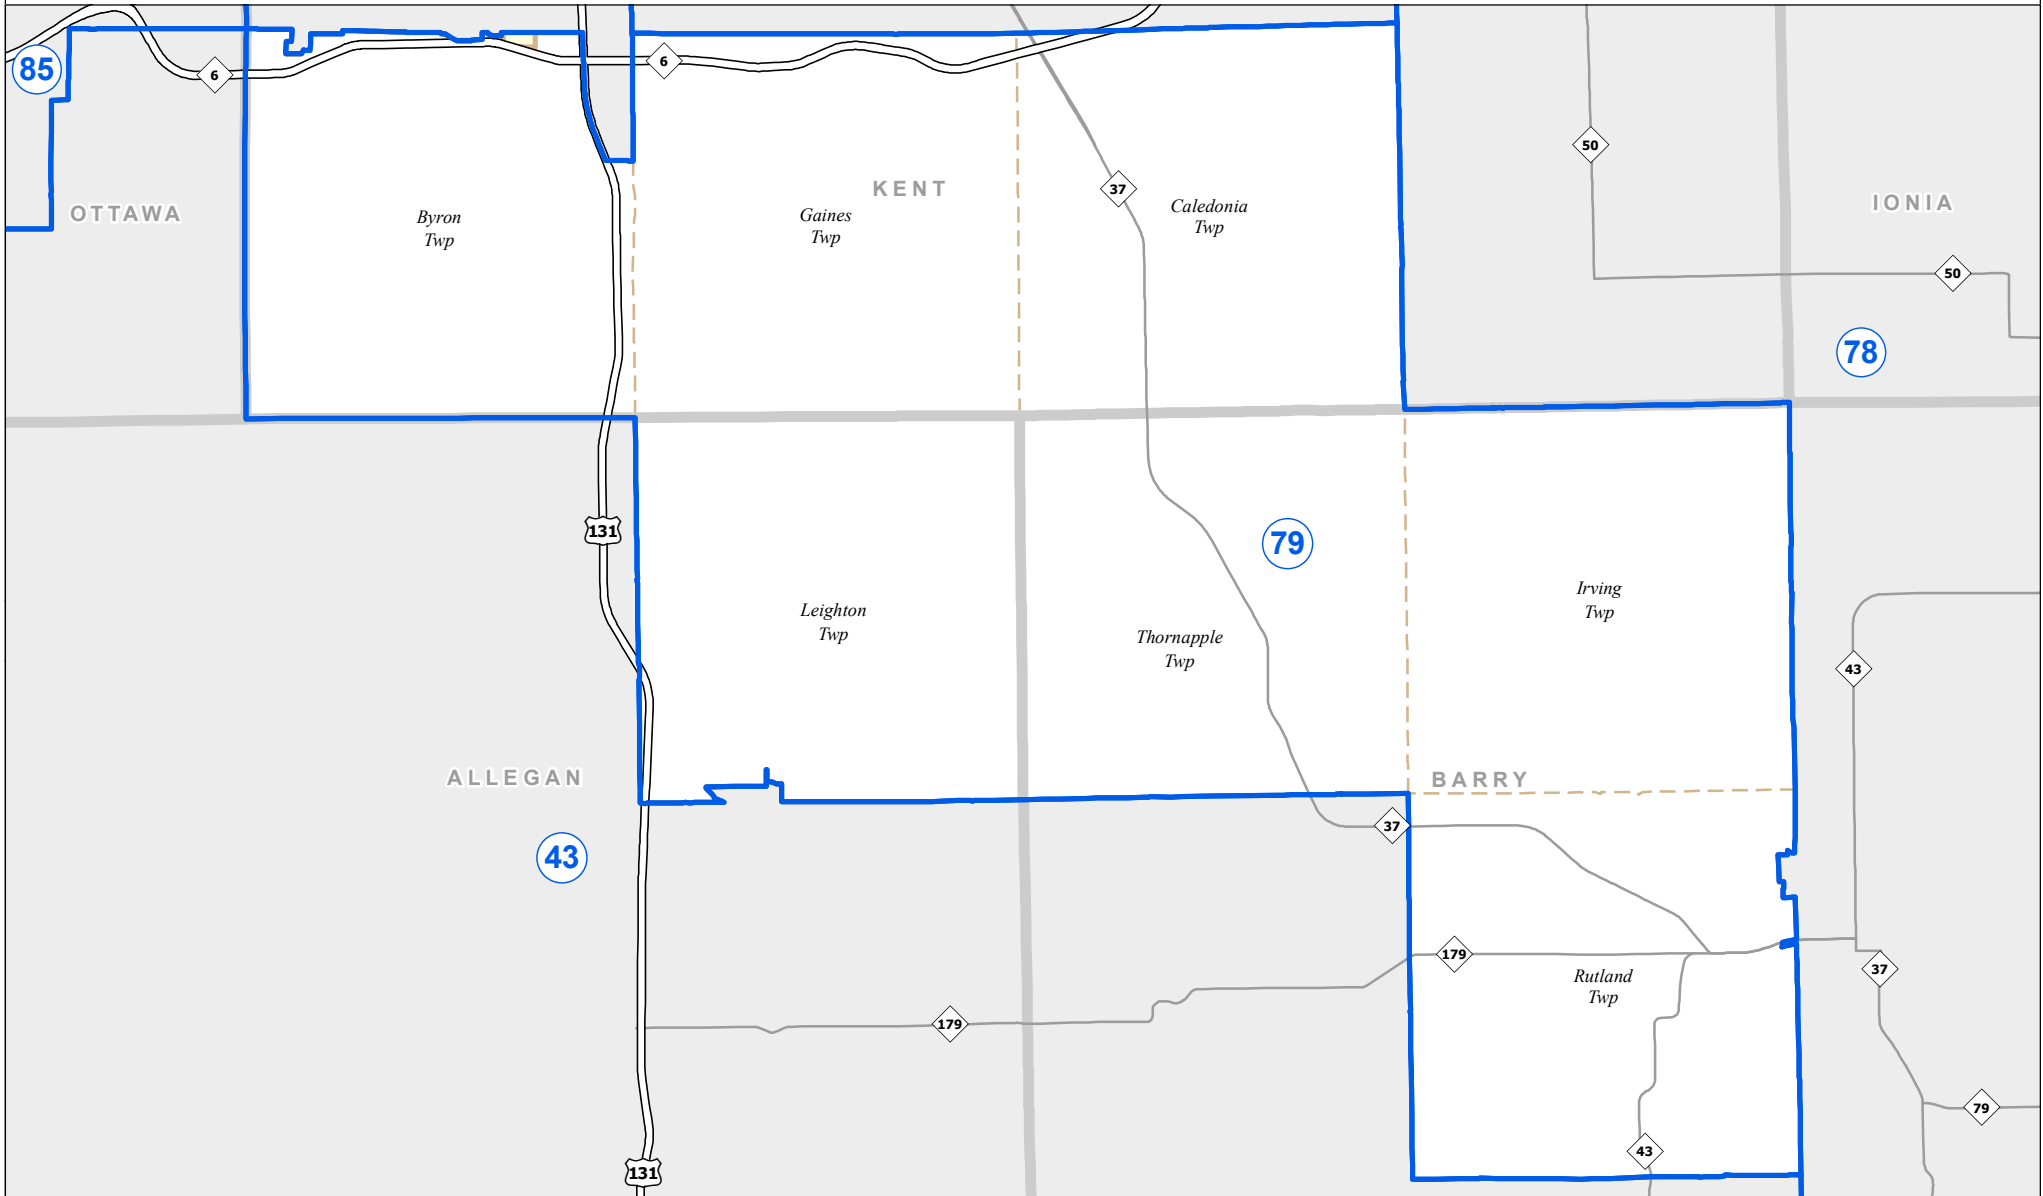 85
6
6
50
OTTAWA
KENT
37
IONIA
Byron
Twp
Gaines
Twp
Caledonia
Twp
50
78
131
79
Leighton
Twp
Thornapple
Twp
Irving
Twp
43
ALLEGAN
BARRY
43
37
179
Rutland
Twp
37
179
79
43
131